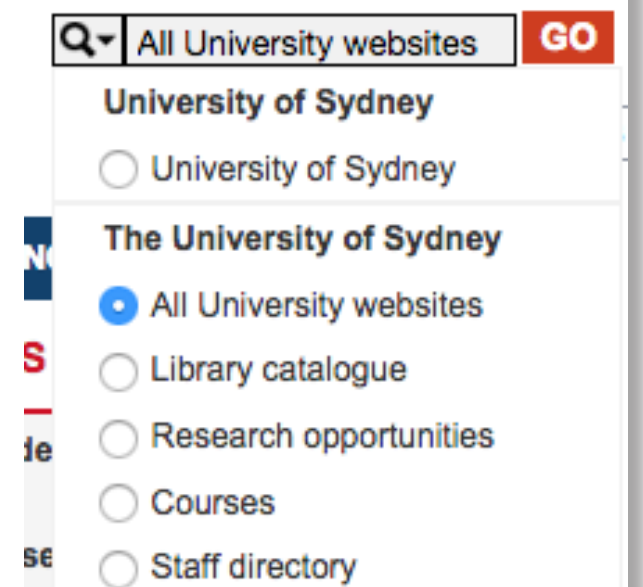 All University websites GO
University of Sydney
University of Sydney
The University of Sydney
All University websites
Library catalogue
Research opportunities
Courses
Staff directory